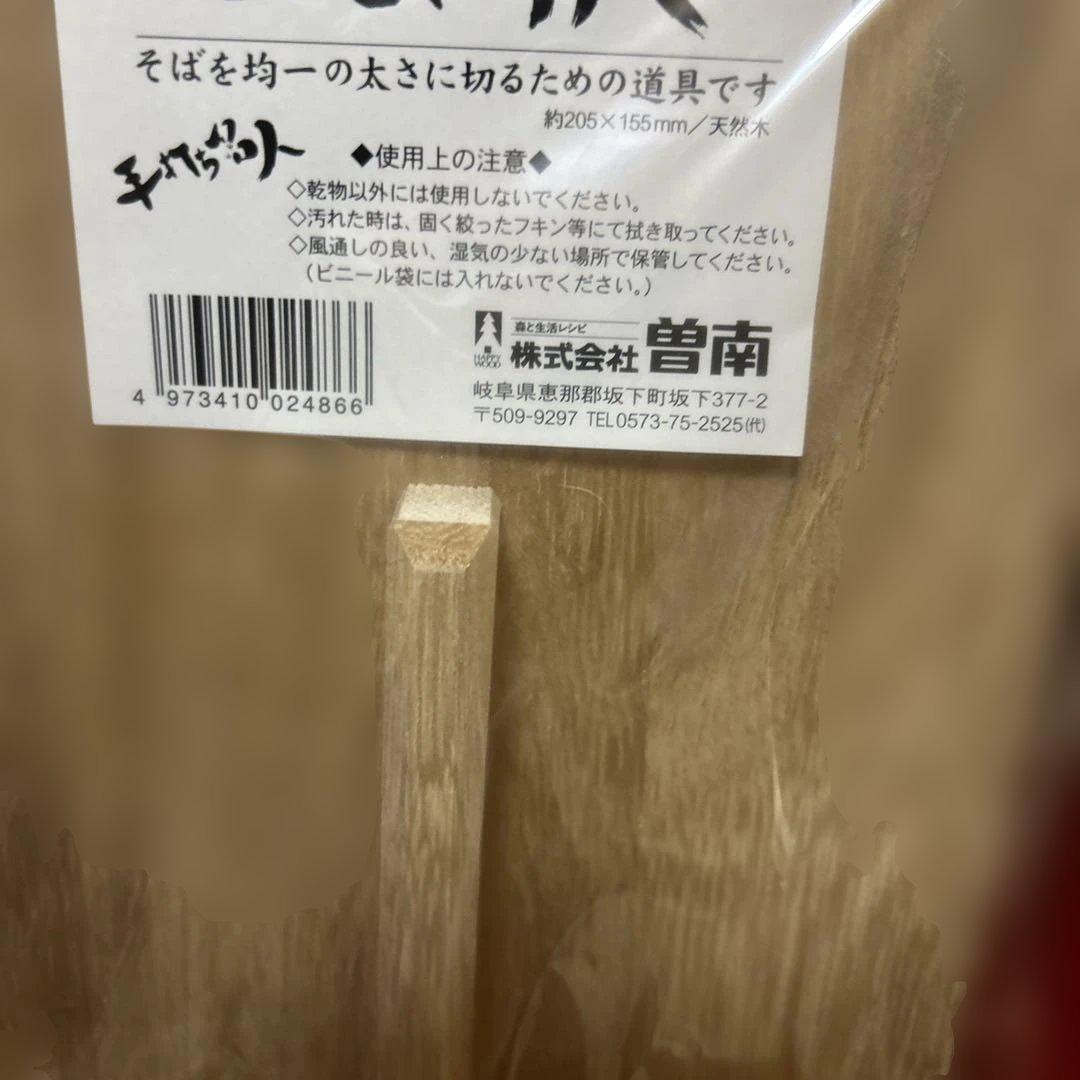 そばを均一の太さに切るための道具です
約205×155mm／天然木
手打ち名人
◆使用上の注意◆
◇乾物以外には使用しないでください。
◇汚れた時は、固く絞ったフキン等にて拭き取ってください。
◇風通しの良い、湿気の少ない場所で保管してください。
（ビニール袋には入れないでください。）
4 973410 024866
HAPPY WOOD
森と生活レシピ
株式会社 曽南
岐阜県恵那郡坂下町坂下377-2
〒509-9297 TEL0573-75-2525㈹